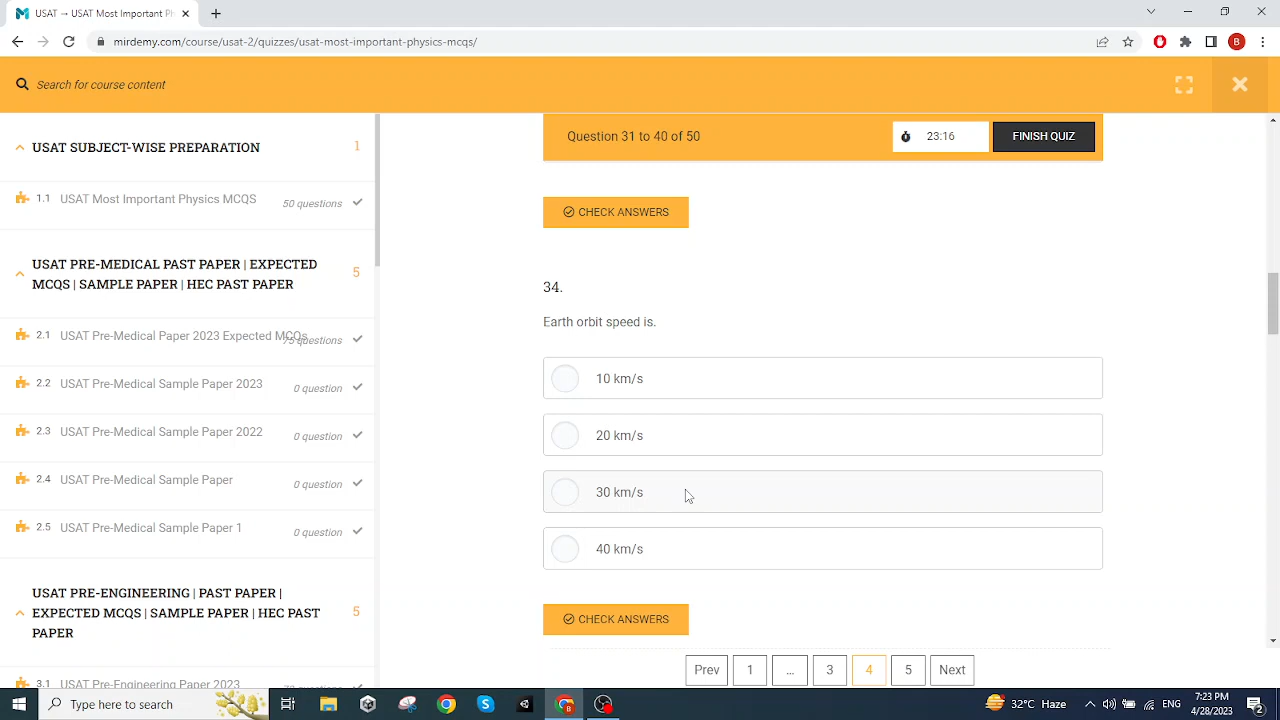 USAT → USAT Most Important Ph
mirdemy.com/course/usat-2/quizzes/usat-most-important-physics-mcqs/
B
Search for course content
USAT SUBJECT-WISE PREPARATION 1
1.1 USAT Most Important Physics MCQS 50 questions
USAT PRE-MEDICAL PAST PAPER | EXPECTED
MCQS | SAMPLE PAPER | HEC PAST PAPER 5
2.1 USAT Pre-Medical Paper 2023 Expected MCQs 75 questions
2.2 USAT Pre-Medical Sample Paper 2023 0 question
2.3 USAT Pre-Medical Sample Paper 2022 0 question
2.4 USAT Pre-Medical Sample Paper 0 question
2.5 USAT Pre-Medical Sample Paper 1 0 question
USAT PRE-ENGINEERING | PAST PAPER |
EXPECTED MCQS | SAMPLE PAPER | HEC PAST 5
PAPER
3.1 USAT Pre-Engineering Paper 2023
Question 31 to 40 of 50 23:16 FINISH QUIZ
CHECK ANSWERS
34.
Earth orbit speed is.
10 km/s
20 km/s
30 km/s
40 km/s
CHECK ANSWERS
Prev 1 ... 3 4 5 Next
Type here to search
32°C Haze
ENG
7:23 PM
4/28/2023
2